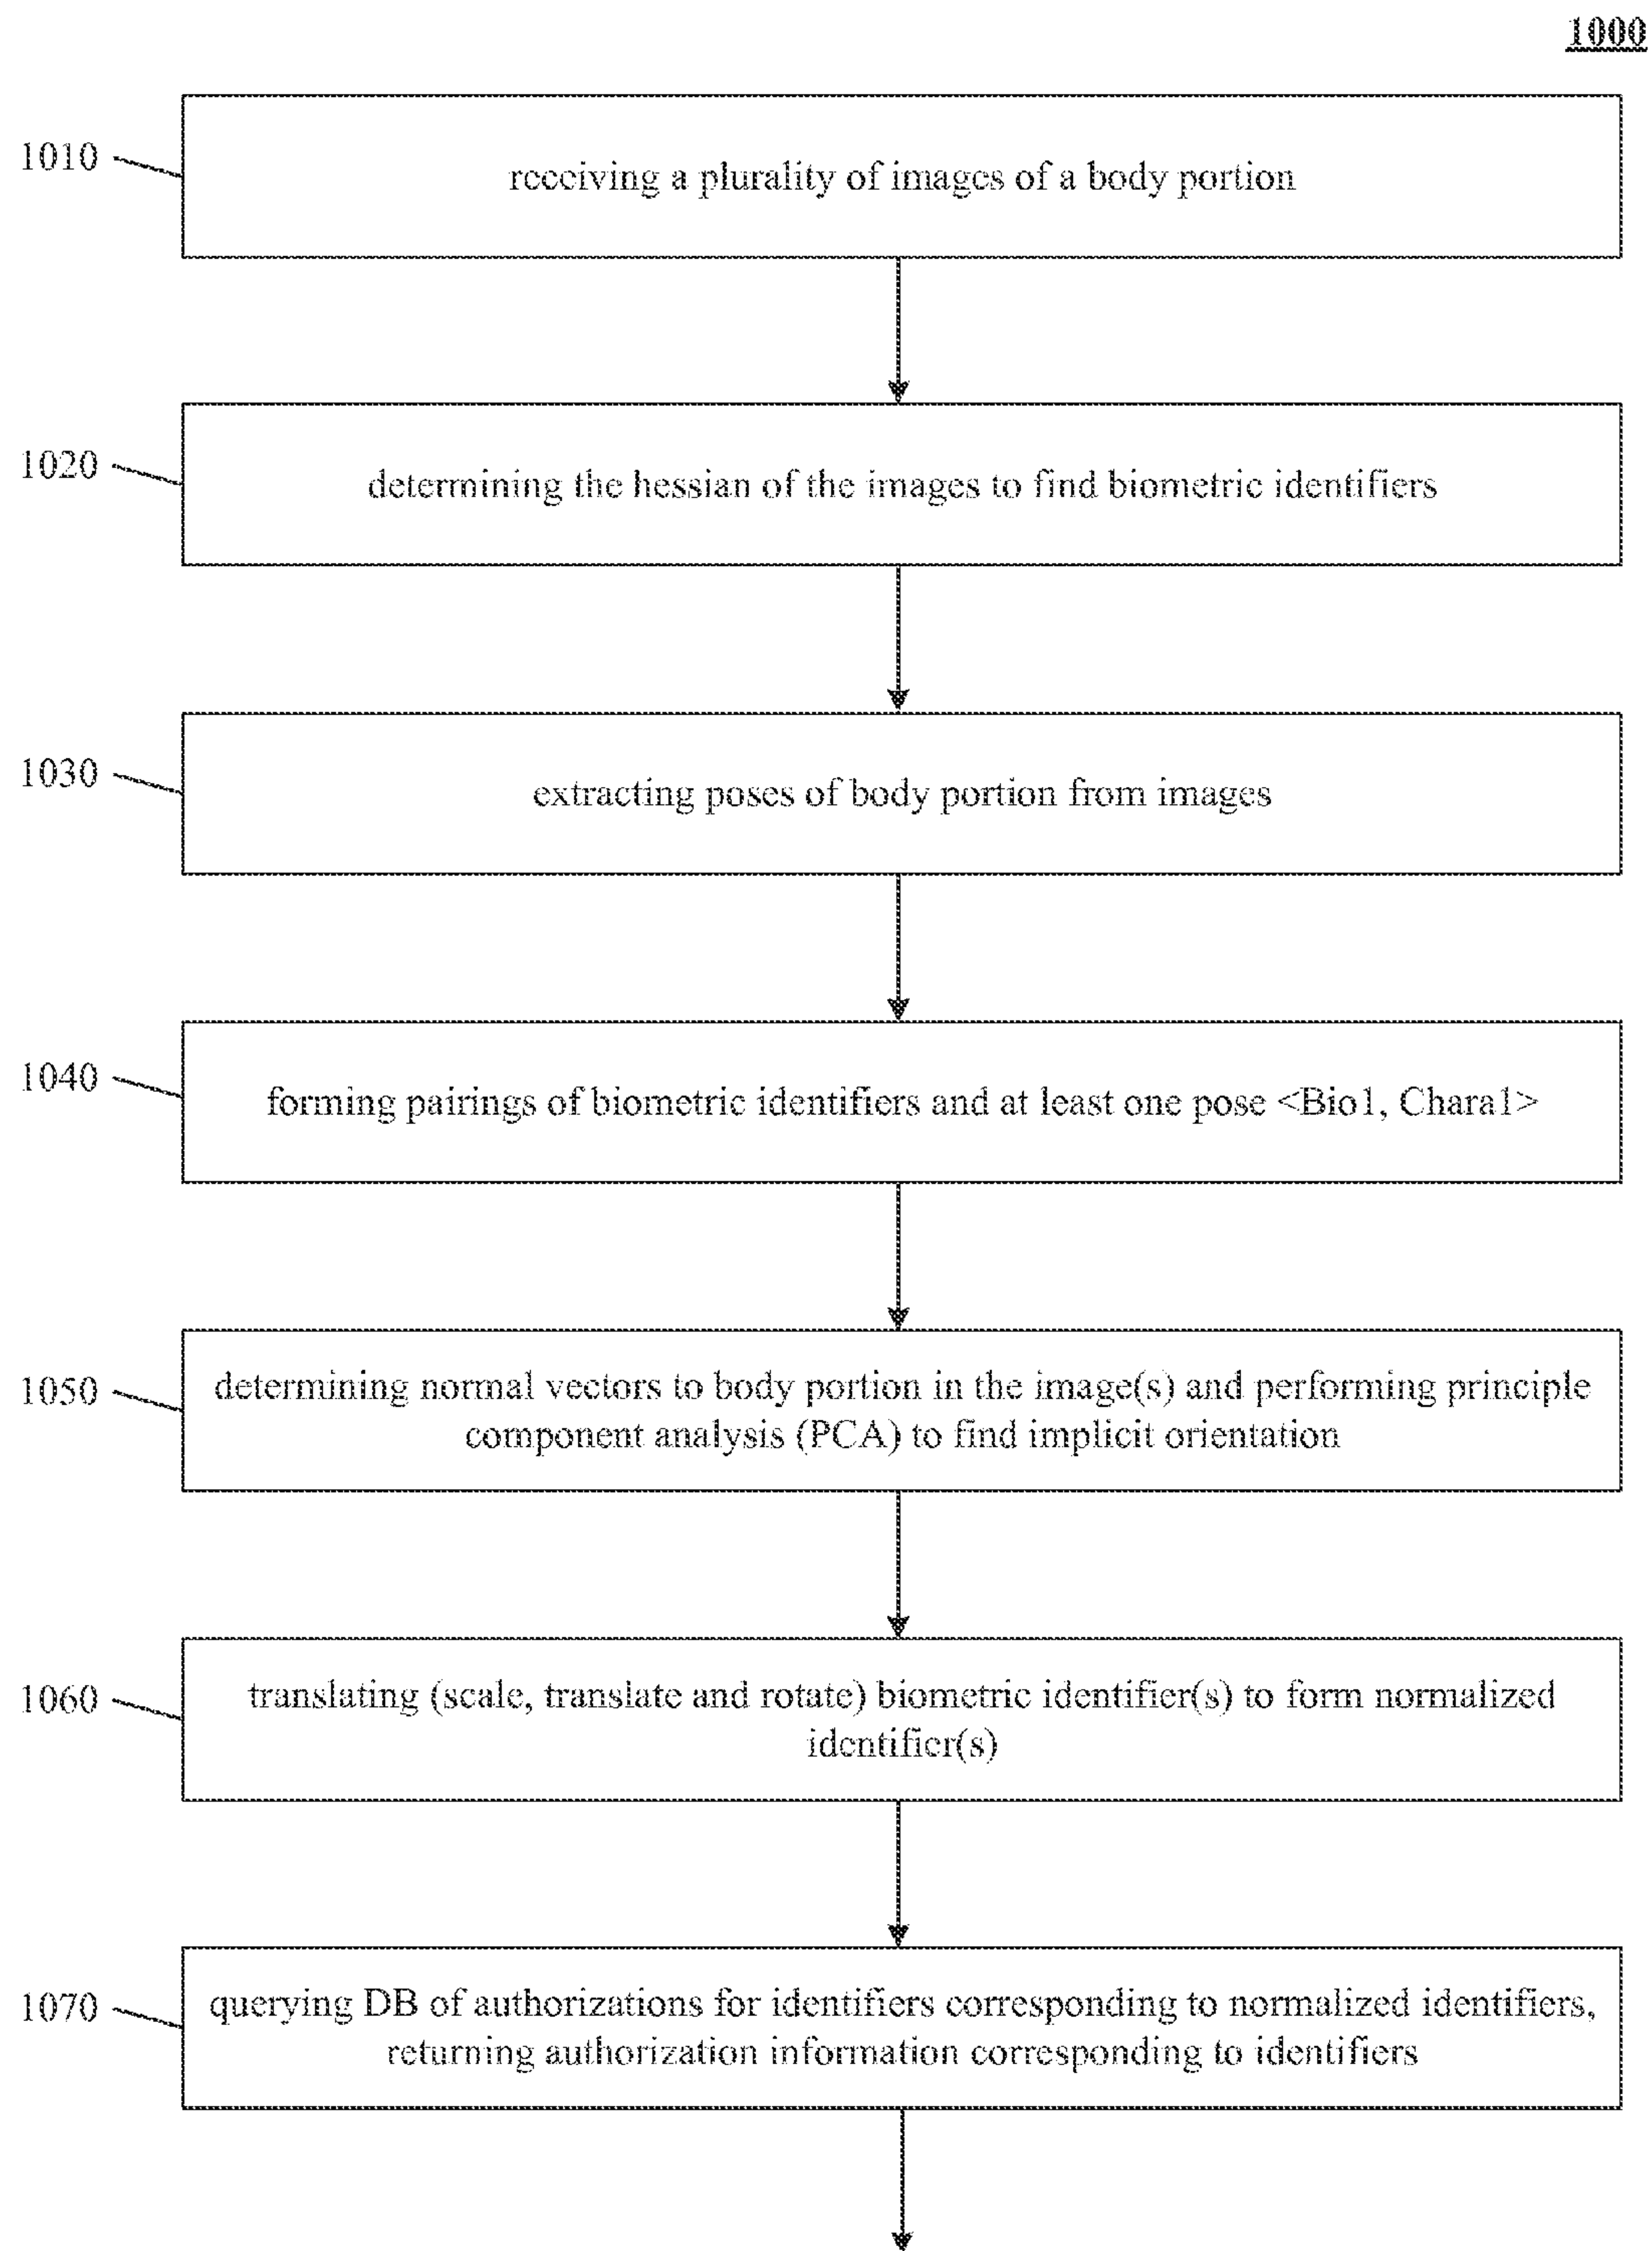 1000
1010
receiving a plurality of images of a body portion
1020
determining the hessian of the images to find biometric identifiers
1030
extracting poses of body portion from images
1040
forming pairings of biometric identifiers and at least one pose <Bio1, Chara1>
1050
determining normal vectors to body portion in the image(s) and performing principle
component analysis (PCA) to find implicit orientation
1060
translating (scale, translate and rotate) biometric identifier(s) to form normalized
identifier(s)
1070
querying DB of authorizations for identifiers corresponding to normalized identifiers,
returning authorization information corresponding to identifiers